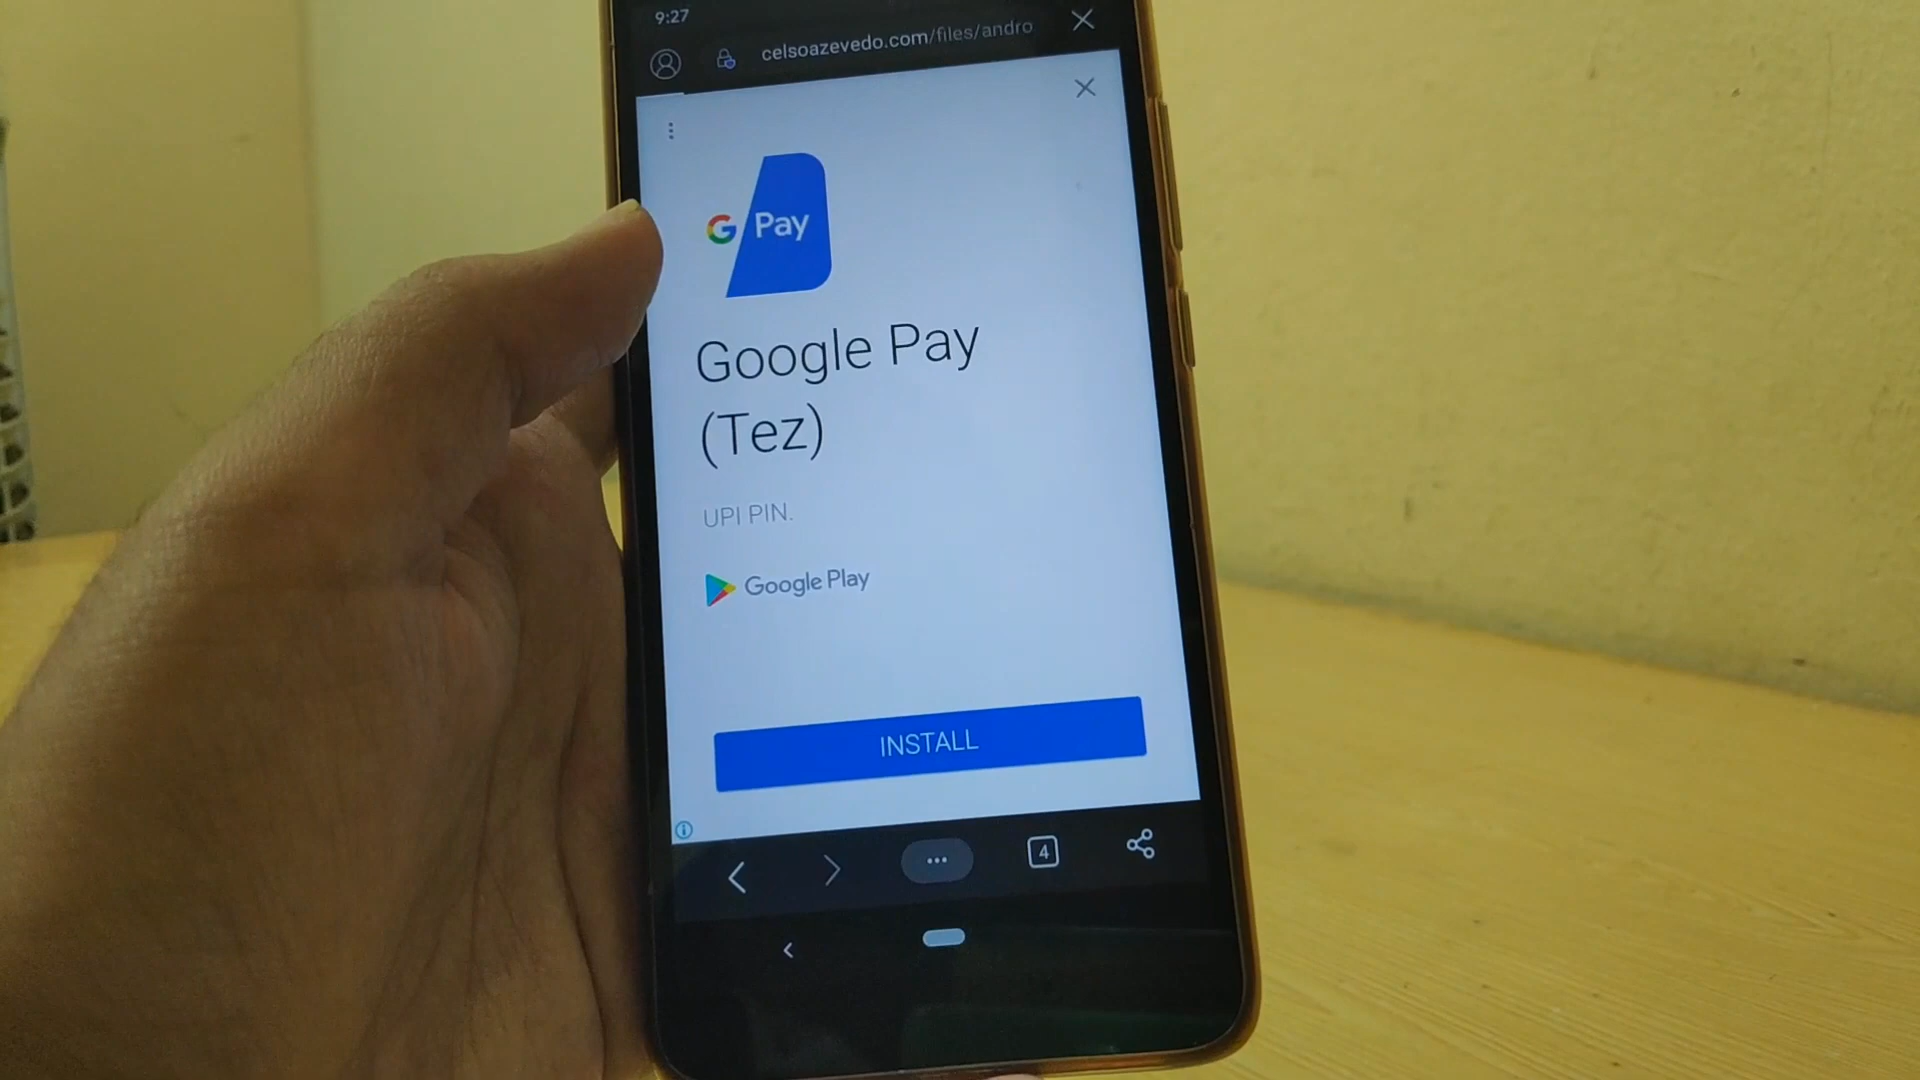 9:27
celsoazevedo.com/files/andro
G Pay
Google Pay
(Tez)
UPI PIN.
Google Play
INSTALL
4